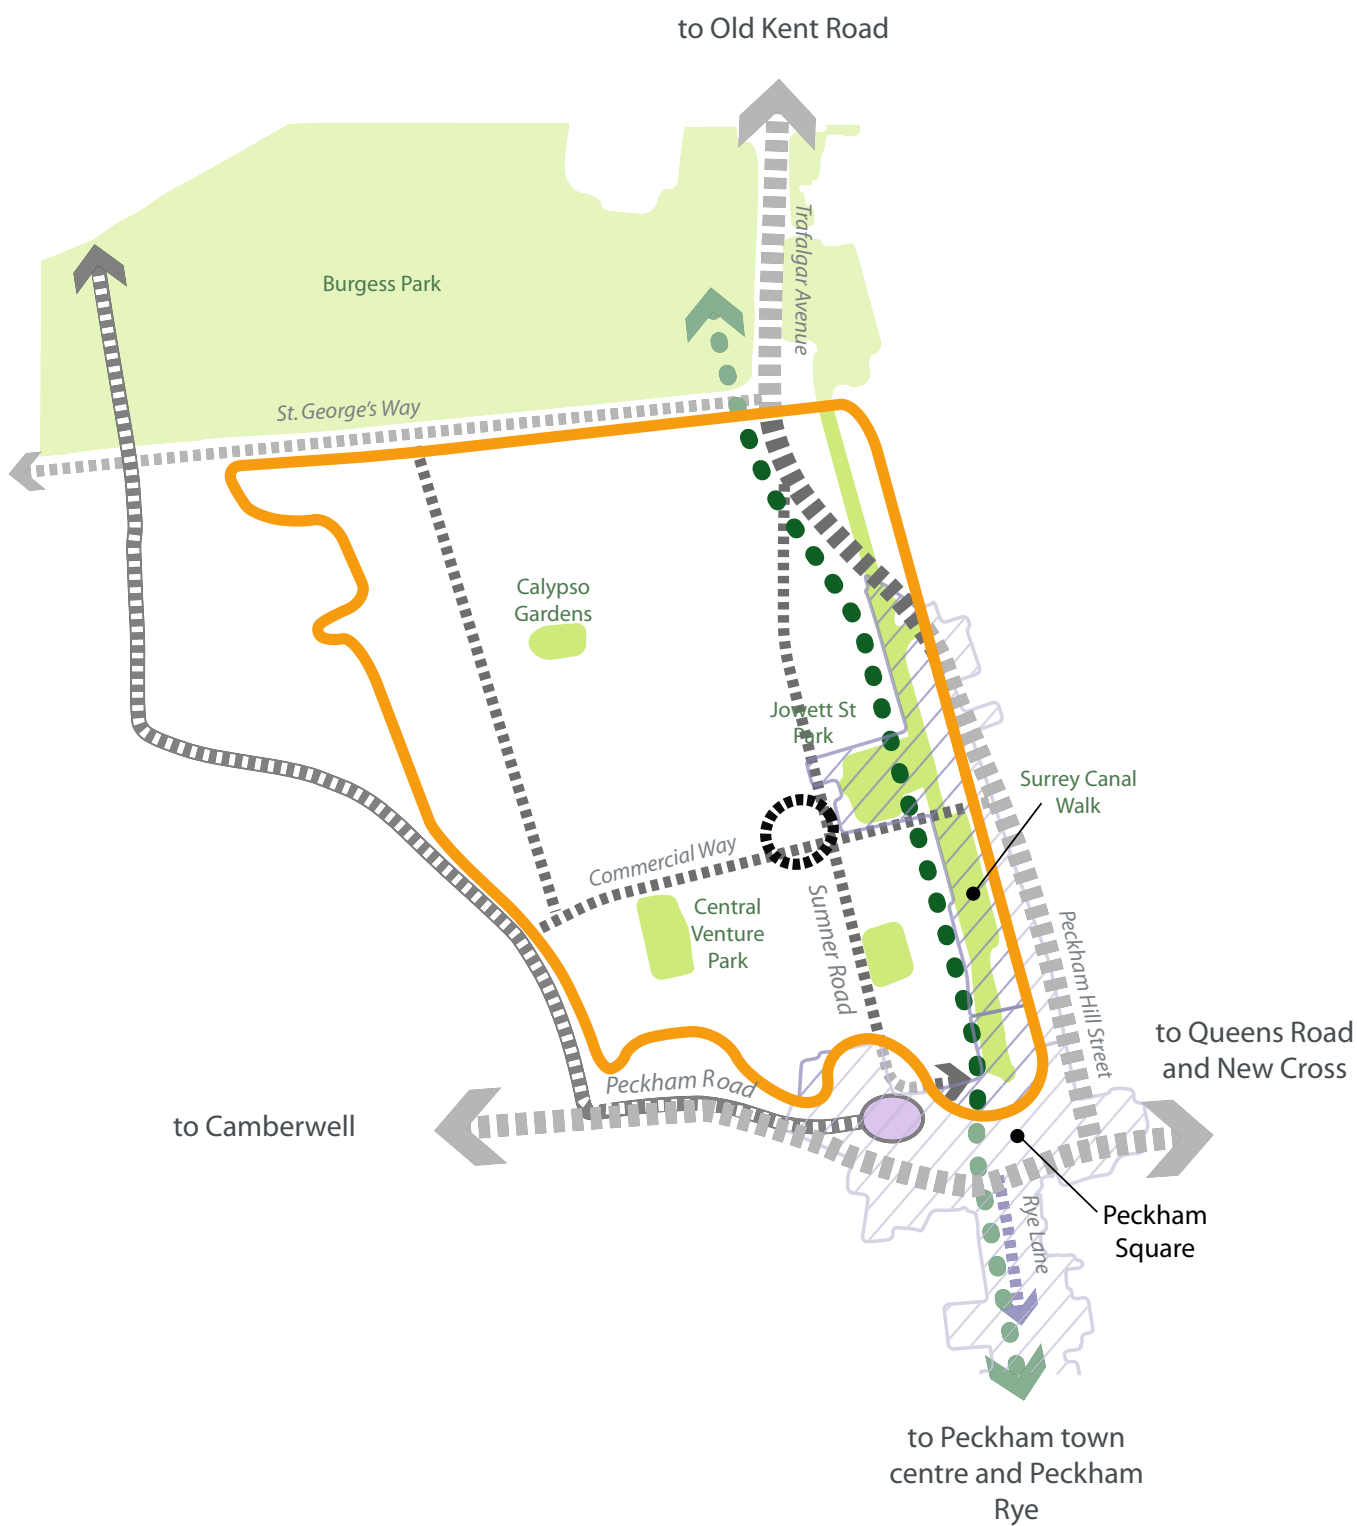 to Old Kent Road
Trafalgar Avenue
Burgess Park
St. George's Way
Calypso
Gardens
Jowett St
Park
Surrey Canal
Walk
Commercial Way
Central
Venture
Park
Sumner Road
Peckham Hill Street
to Queens Road
and New Cross
Peckham Road
to Camberwell
Rye Lane
Peckham
Square
to Peckham town
centre and Peckham
Rye